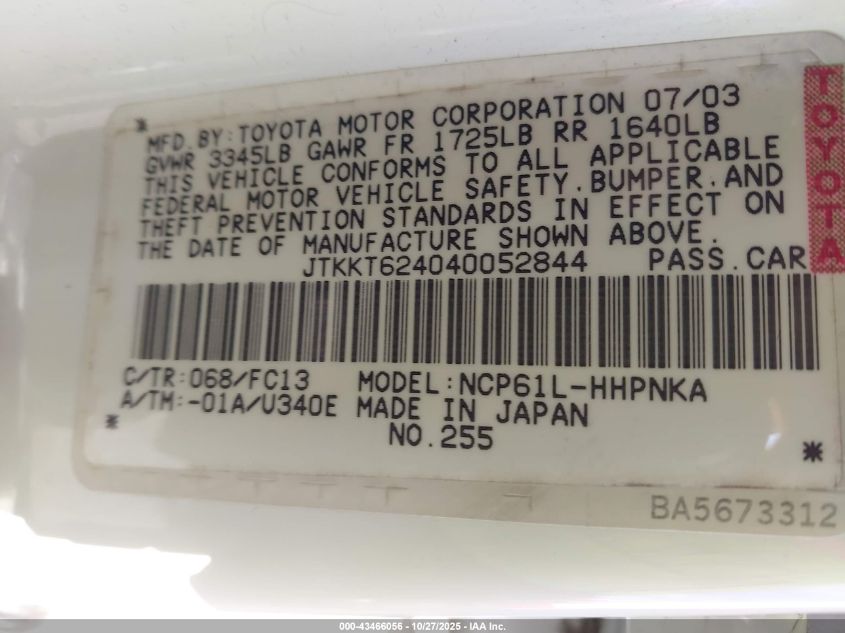 MFD.BY:TOYOTA MOTOR CORPORATION 07/03
GVWR 3345LB GAWR FR 1725LB RR 1640LB
THIS VEHICLE CONFORMS TO ALL APPLICABLE
FEDERAL MOTOR VEHICLE SAFETY.BUMPER.AND
THEFT PREVENTION STANDARDS IN EFFECT ON
THE DATE OF MANUFACTURE SHOWN ABOVE.
JTKKT624040052844 PASS.CAR
TOYOTA
C/TR:068/FC13 MODEL:NCP61L-HHPNKA
A/TM:-01A/U340E MADE IN JAPAN
NO.255
BA5673312
000-43466056 - 10/27/2025 - IAA Inc.